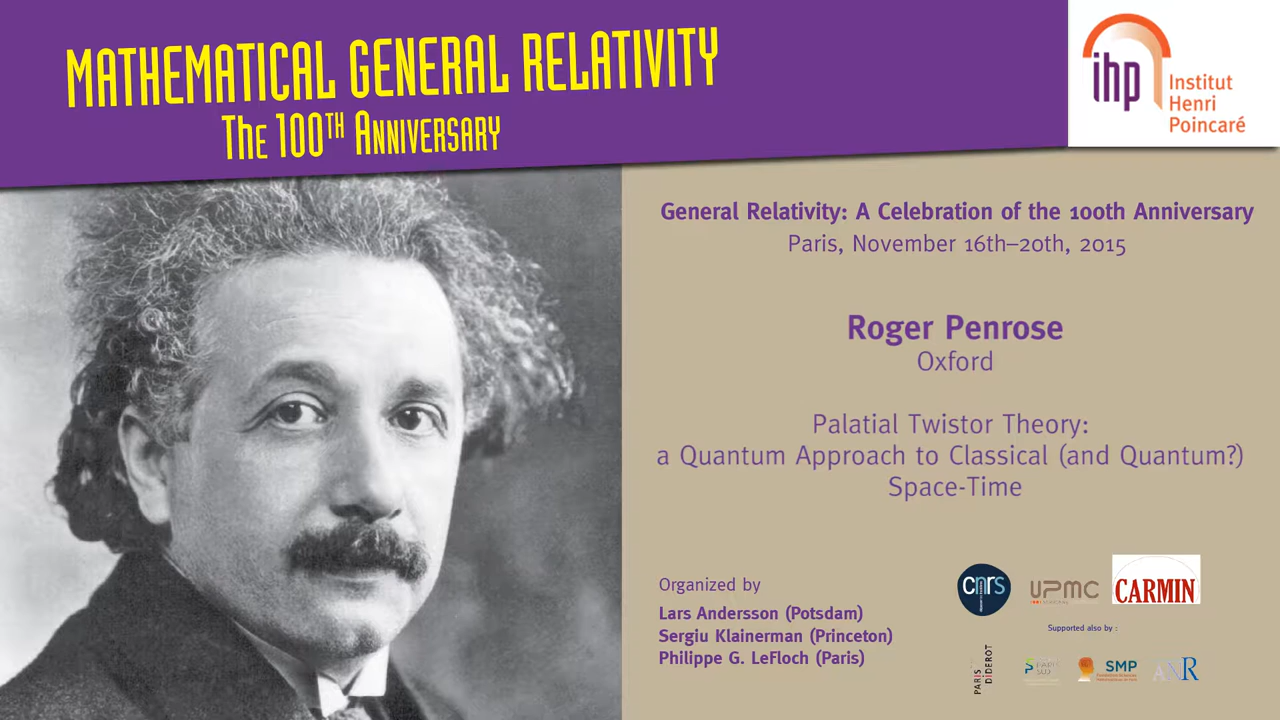 MATHEMATICAL GENERAL RELATIVITY
THE 100TH ANNIVERSARY
ihp
Institut
Henri
Poincaré
General Relativity: A Celebration of the 100th Anniversary
Paris, November 16th–20th, 2015
Roger Penrose
Oxford
Palatial Twistor Theory:
a Quantum Approach to Classical (and Quantum?)
Space-Time
Organized by
Lars Andersson (Potsdam)
Sergiu Klainerman (Princeton)
Philippe G. LeFloch (Paris)
cnrs
UPMC
CARMIN
Supported also by :
PARIS
DIDEROT
SUD
SMP
ANR